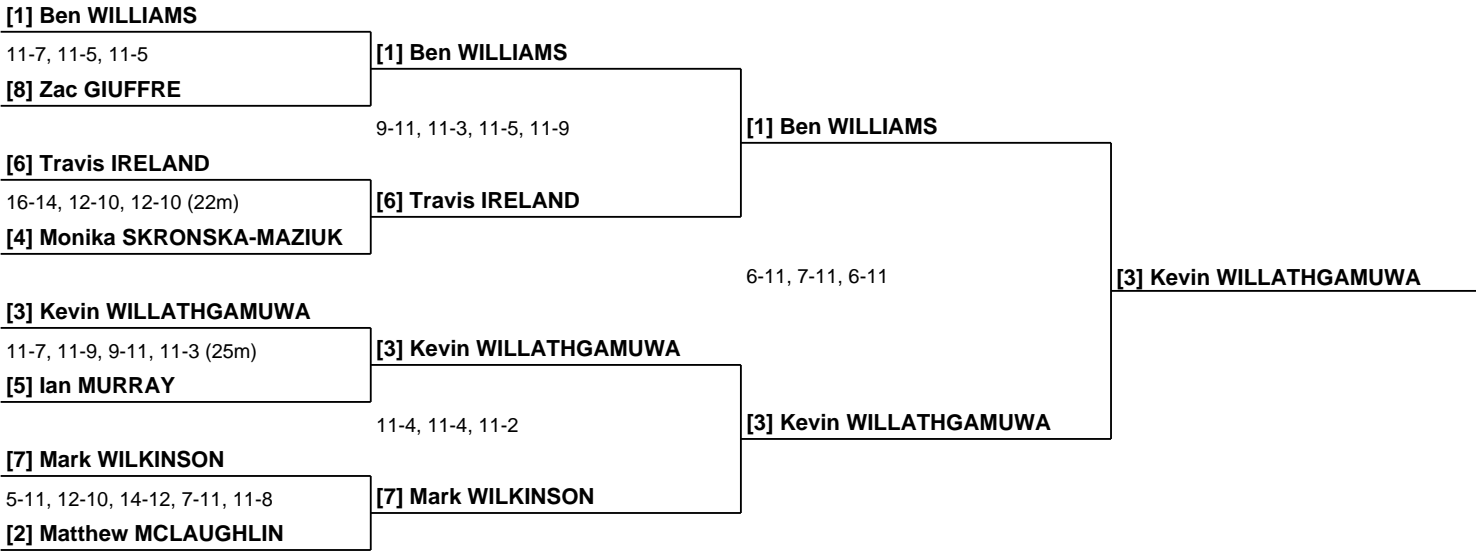 [1] Ben WILLIAMS
11-7, 11-5, 11-5
[8] Zac GIUFFRE
[6] Travis IRELAND
16-14, 12-10, 12-10 (22m)
[4] Monika SKRONSKA-MAZIUK
[3] Kevin WILLATHGAMUWA
11-7, 11-9, 9-11, 11-3 (25m)
[5] Ian MURRAY
[7] Mark WILKINSON
5-11, 12-10, 14-12, 7-11, 11-8
[2] Matthew MCLAUGHLIN
[1] Ben WILLIAMS
9-11, 11-3, 11-5, 11-9
[6] Travis IRELAND
[3] Kevin WILLATHGAMUWA
11-4, 11-4, 11-2
[7] Mark WILKINSON
[1] Ben WILLIAMS
6-11, 7-11, 6-11
[3] Kevin WILLATHGAMUWA
[3] Kevin WILLATHGAMUWA